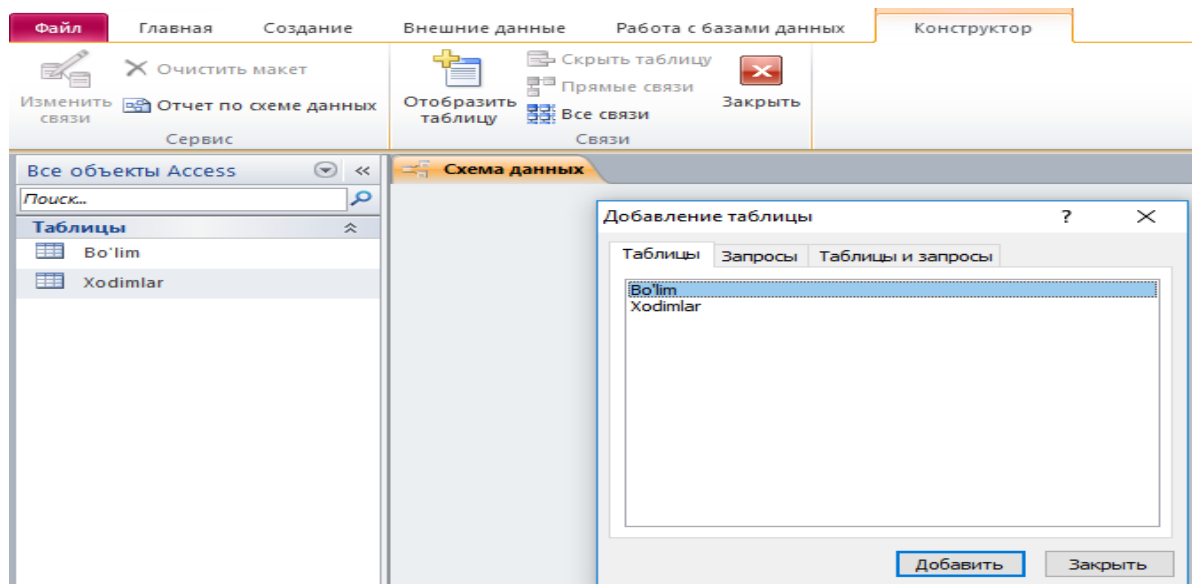 Файл Главная Создание Внешние данные Работа с базами данных Конструктор
Изменить связи
Очистить макет
Отчет по схеме данных
Сервис
Отобразить таблицу
Скрыть таблицу
Прямые связи
Все связи
Закрыть
Связи
Все объекты Access
Поиск...
Таблицы
Bo'lim
Xodimlar
Схема данных
Добавление таблицы ?
Таблицы Запросы Таблицы и запросы
Bo'lim
Xodimlar
Добавить Закрыть